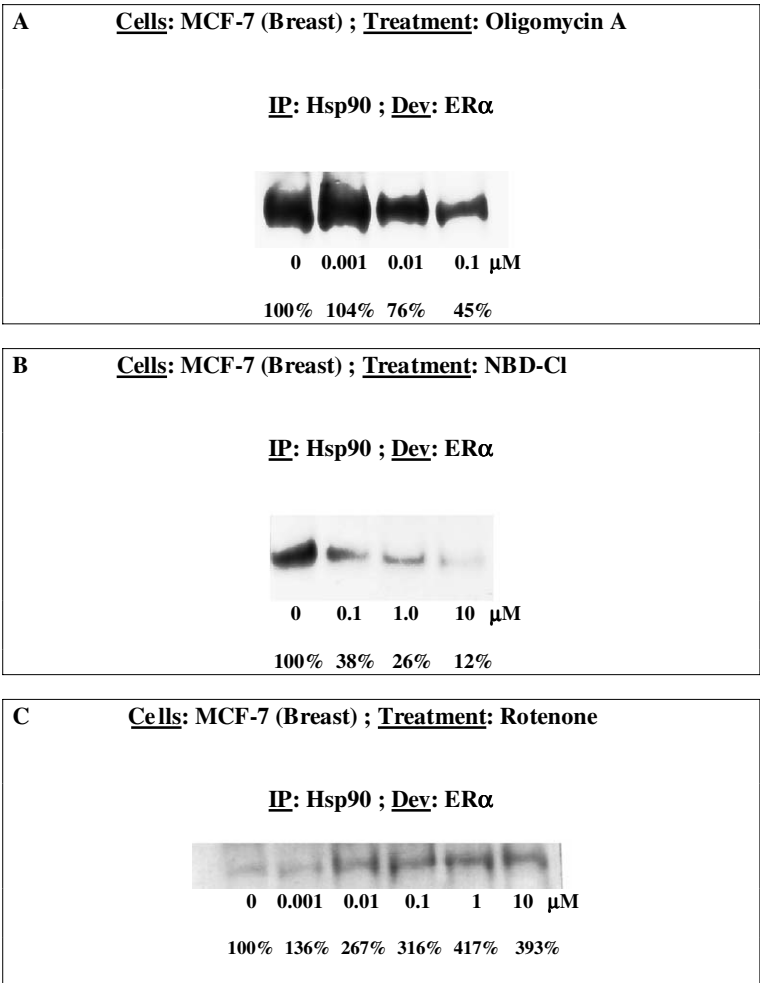 A Cells: MCF-7 (Breast) ; Treatment: Oligomycin A
IP: Hsp90 ; Dev: ERα
0 0.001 0.01 0.1 µM
100% 104% 76% 45%
B Cells: MCF-7 (Breast) ; Treatment: NBD-Cl
IP: Hsp90 ; Dev: ERα
0 0.1 1.0 10 µM
100% 38% 26% 12%
C Cells: MCF-7 (Breast) ; Treatment: Rotenone
IP: Hsp90 ; Dev: ERα
0 0.001 0.01 0.1 1 10 µM
100% 136% 267% 316% 417% 393%